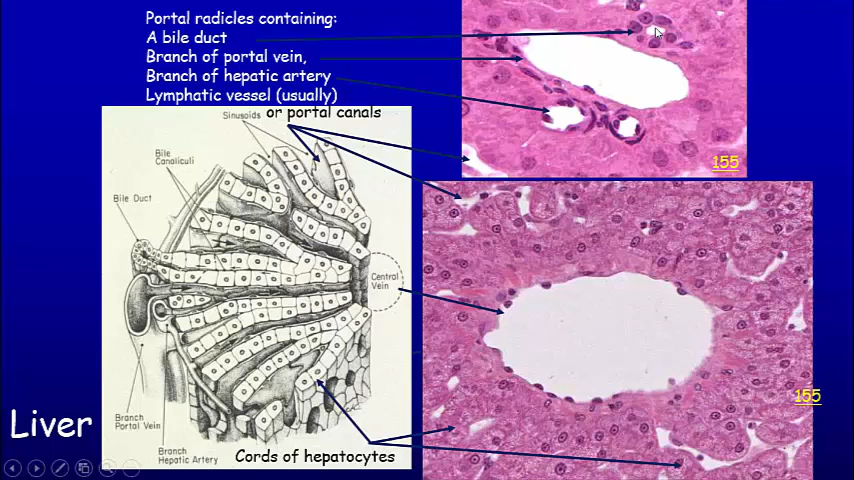 Portal radicles containing:
A bile duct
Branch of portal vein,
Branch of hepatic artery
Lymphatic vessel (usually)
or portal canals
Sinusoids
Bile
Canaliculi
Bile Duct
Central
Vein
Branch
Portal Vein
Branch
Hepatic Artery
Cords of hepatocytes
Liver
155
155